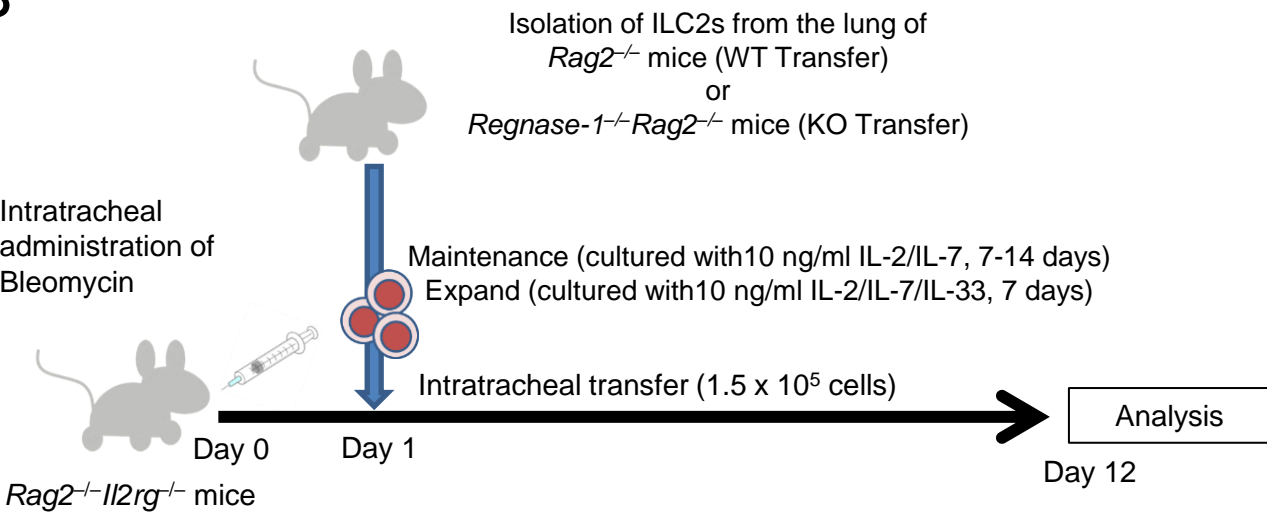 Isolation of ILC2s from the lung of
Rag2–/– mice (WT Transfer)
or
Regnase-1–/–Rag2–/– mice (KO Transfer)
Intratracheal
administration of
Bleomycin
Maintenance (cultured with10 ng/ml IL-2/IL-7, 7-14 days)
Expand (cultured with10 ng/ml IL-2/IL-7/IL-33, 7 days)
Intratracheal transfer (1.5 x 10⁵ cells)
Analysis
Day 0
Day 1
Day 12
Rag2–/–Il2rg–/– mice